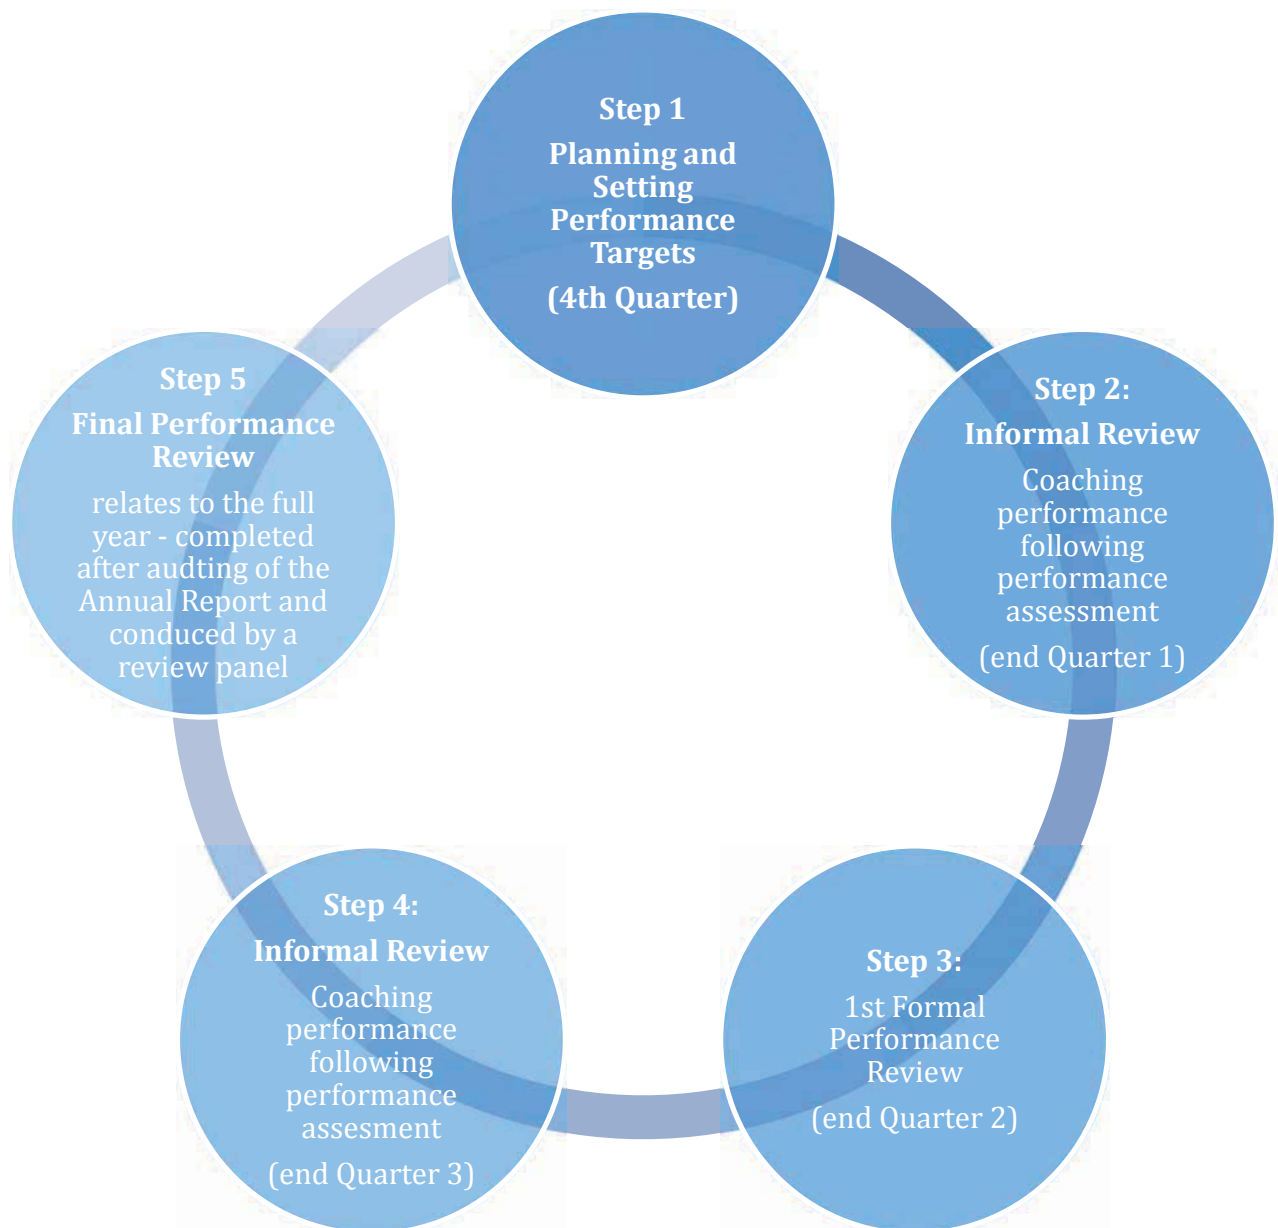 Step 1
Planning and
Setting
Performance
Targets
(4th Quarter)
Step 2:
Informal Review
Coaching
performance
following
performance
assessment
(end Quarter 1)
Step 3:
1st Formal
Performance
Review
(end Quarter 2)
Step 4:
Informal Review
Coaching
performance
following
performance
assesment
(end Quarter 3)
Step 5
Final Performance
Review
relates to the full
year - completed
after audting of the
Annual Report and
conduced by a
review panel